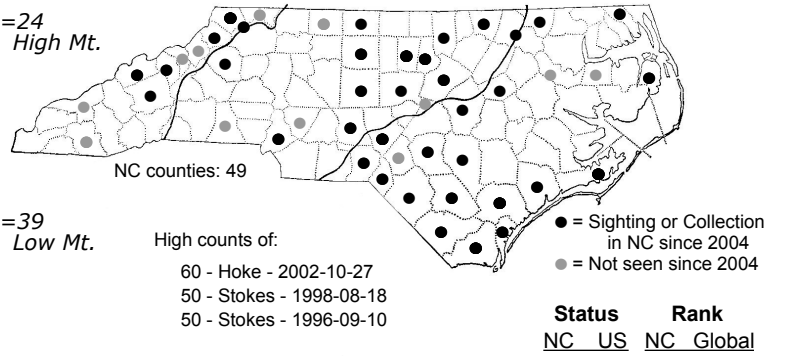 =24
High Mt.
NC counties: 49
=39
Low Mt.
High counts of:
60 - Hoke - 2002-10-27
50 - Stokes - 1998-08-18
50 - Stokes - 1996-09-10
● = Sighting or Collection
in NC since 2004
● = Not seen since 2004
Status Rank
NC US NC Global